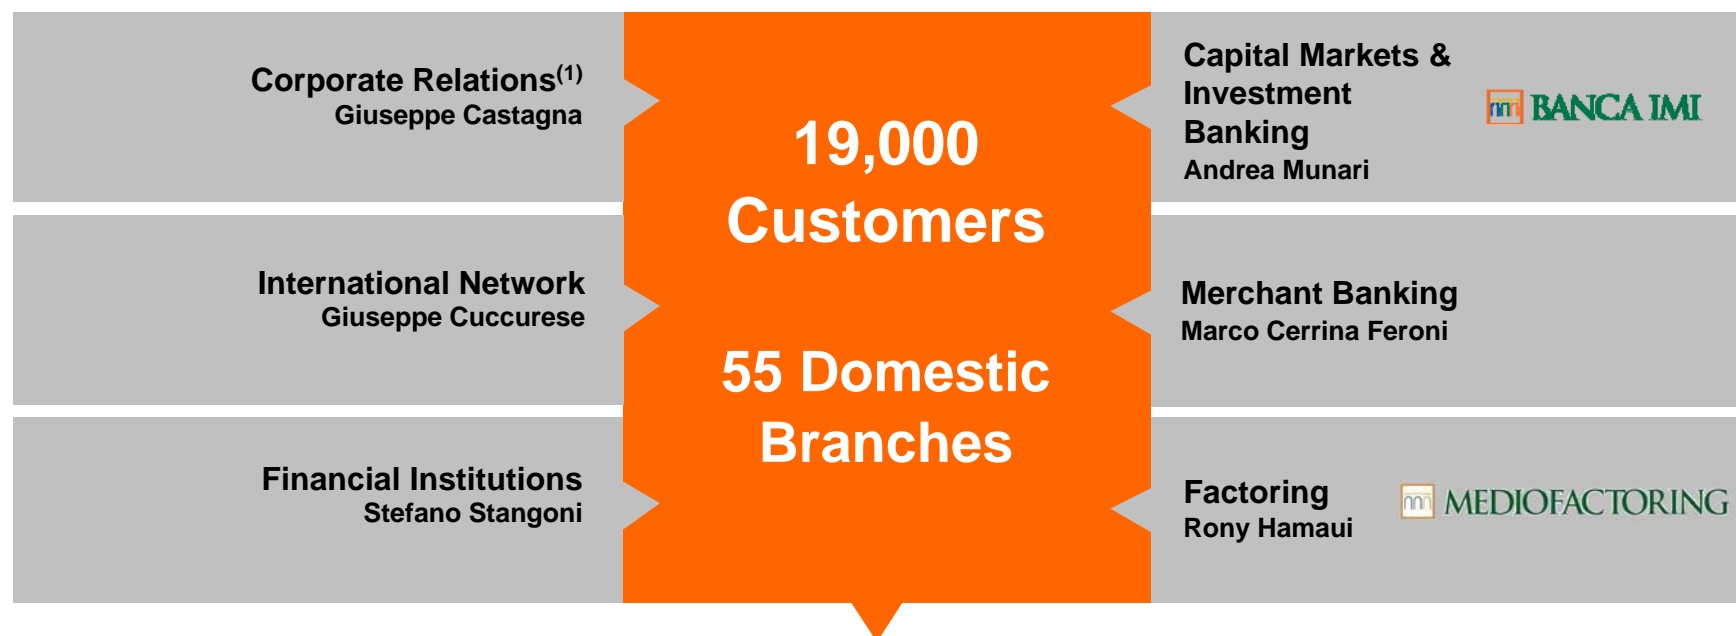 Corporate Relations(1)
Giuseppe Castagna
International Network
Giuseppe Cuccurese
Financial Institutions
Stefano Stangoni
19,000
Customers
55 Domestic
Branches
Capital Markets &
Investment
Banking
Andrea Munari
BANCA IMI
Merchant Banking
Marco Cerrina Feroni
Factoring
Rony Hamaui
MEDIOFACTORING